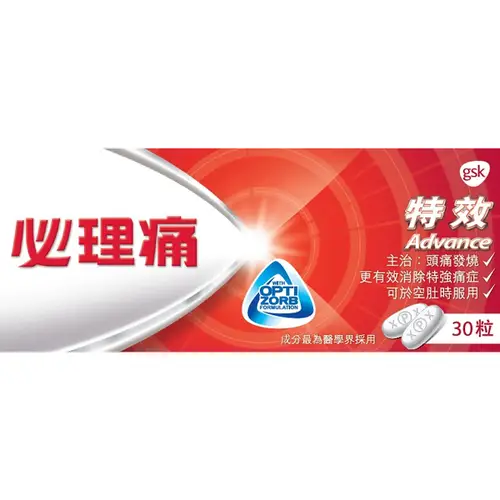 必理痛
gsk
特效
Advance
主治：頭痛發燒✓
更有效消除特強痛症✓
可於空肚時服用✓
WITH
OPTI
ZORB
FORMULATION
成分最為醫學界採用
XPX
XPX
30粒